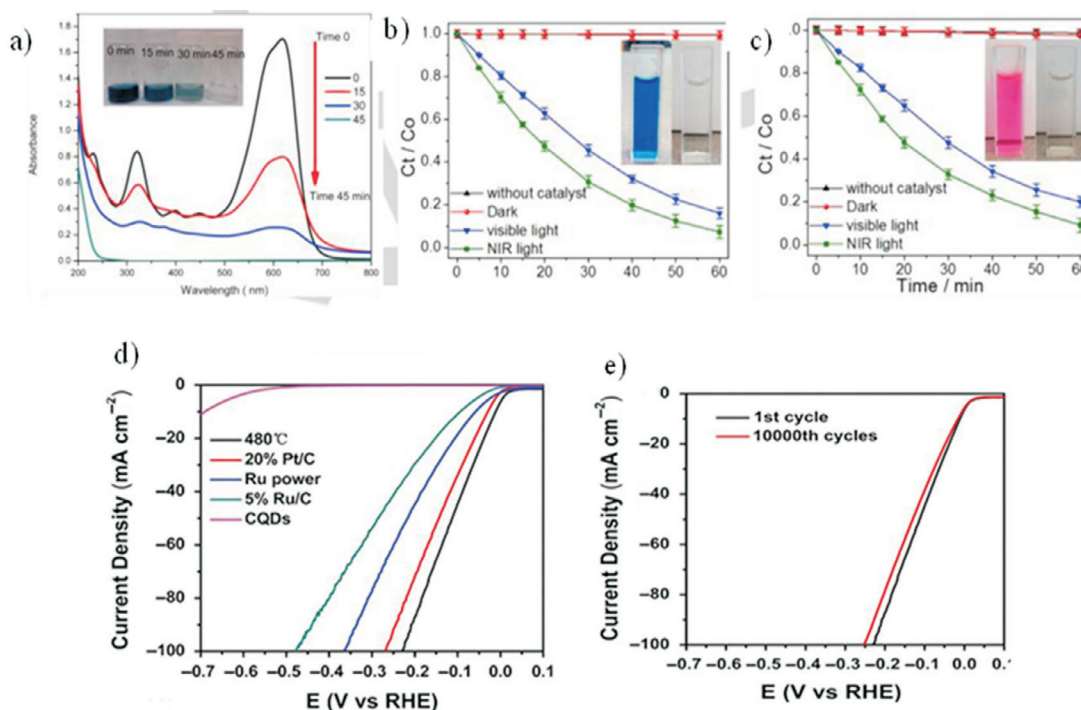 a)
0 min 15 min 30 min 45 min
Time 0
0
15
30
45
Time 45 min
Absorbance
200 300 400 500 600 700 800
Wavelength ( nm)
b)
Ct / Co
1.0
0.8
0.6
0.4
0.2
0.0
without catalyst
Dark
visible light
NIR light
0 10 20 30 40 50 60
c)
Ct / Co
1.0
0.8
0.6
0.4
0.2
0.0
without catalyst
Dark
visible light
NIR light
0 10 20 30 40 50 60
Time / min
d)
Current Density (mA cm⁻²)
0
−20
−40
−60
−80
−100
480℃
20% Pt/C
Ru power
5% Ru/C
CQDs
−0.7 −0.6 −0.5 −0.4 −0.3 −0.2 −0.1 0.0 0.1
E (V vs RHE)
e)
Current Density (mA cm⁻²)
0
−20
−40
−60
−80
−100
1st cycle
10000th cycles
−0.7 −0.6 −0.5 −0.4 −0.3 −0.2 −0.1 0.0
E (V vs RHE)